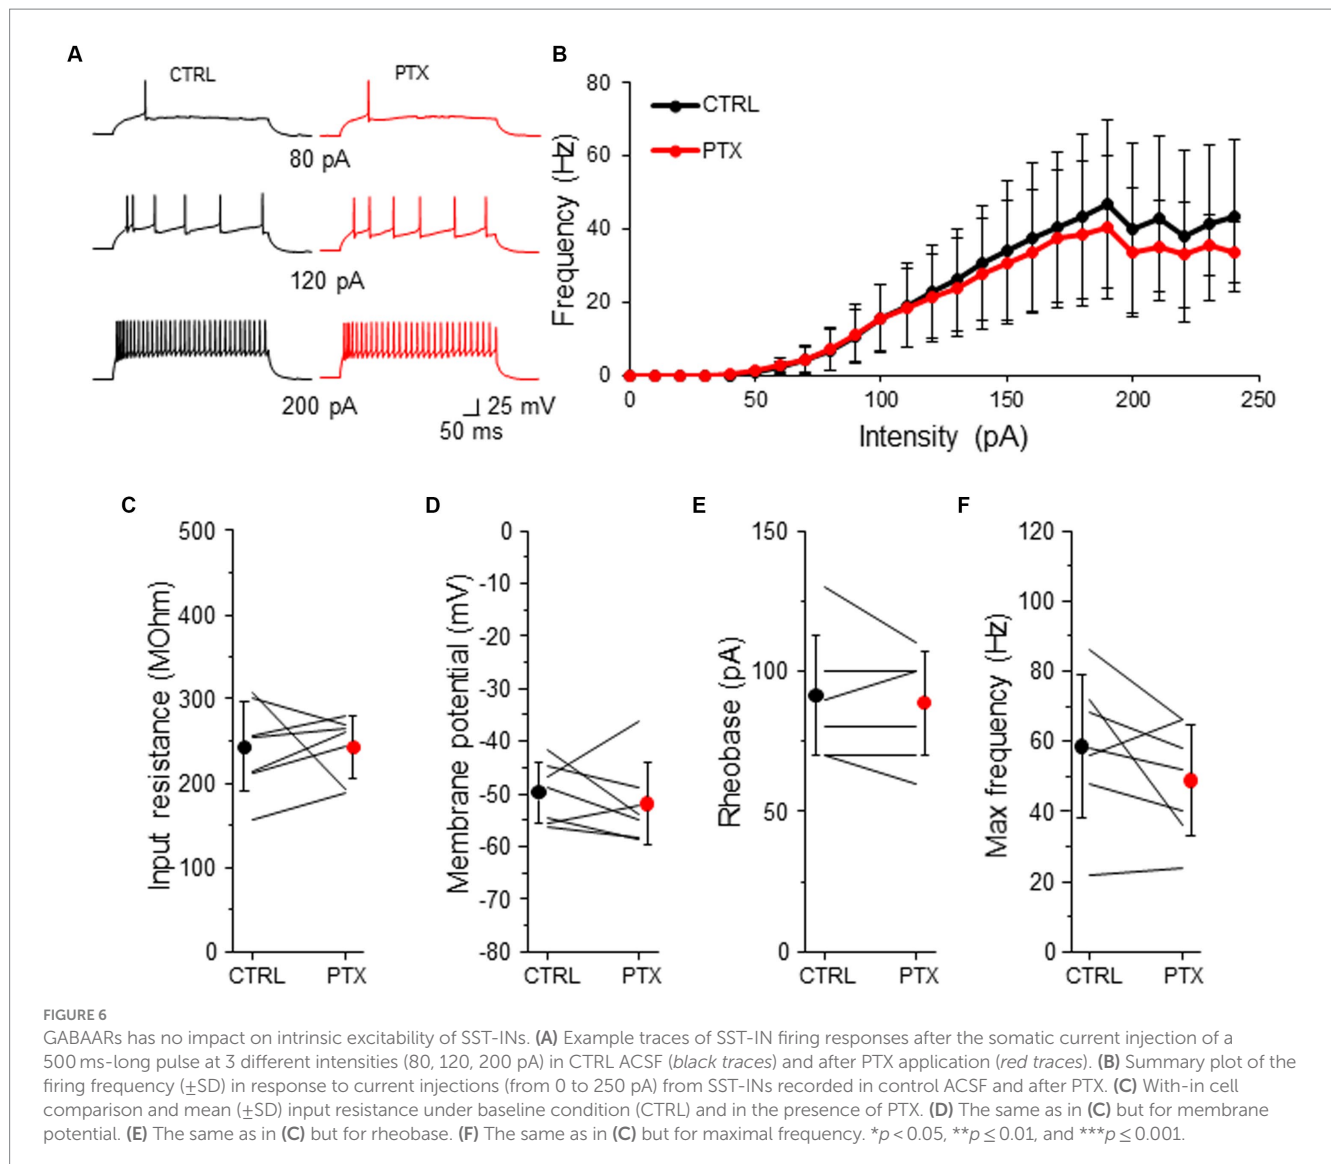 A
CTRL
PTX
80 pA
120 pA
200 pA
25 mV
50 ms
B
CTRL
PTX
Frequency (Hz)
80
60
40
20
0
0 50 100 150 200 250
Intensity (pA)
C
Input resistance (MOhm)
500
400
300
200
100
0
CTRL PTX
D
Membrane potential (mV)
0
-10
-20
-30
-40
-50
-60
-70
-80
CTRL PTX
E
Rheobase (pA)
150
100
50
0
CTRL PTX
F
Max frequency (Hz)
120
100
80
60
40
20
0
CTRL PTX
FIGURE 6
GABAARs has no impact on intrinsic excitability of SST-INs. (A) Example traces of SST-IN firing responses after the somatic current injection of a
500 ms-long pulse at 3 different intensities (80, 120, 200 pA) in CTRL ACSF (black traces) and after PTX application (red traces). (B) Summary plot of the
firing frequency (±SD) in response to current injections (from 0 to 250 pA) from SST-INs recorded in control ACSF and after PTX. (C) With-in cell
comparison and mean (±SD) input resistance under baseline condition (CTRL) and in the presence of PTX. (D) The same as in (C) but for membrane
potential. (E) The same as in (C) but for rheobase. (F) The same as in (C) but for maximal frequency. *p < 0.05, **p ≤ 0.01, and ***p ≤ 0.001.